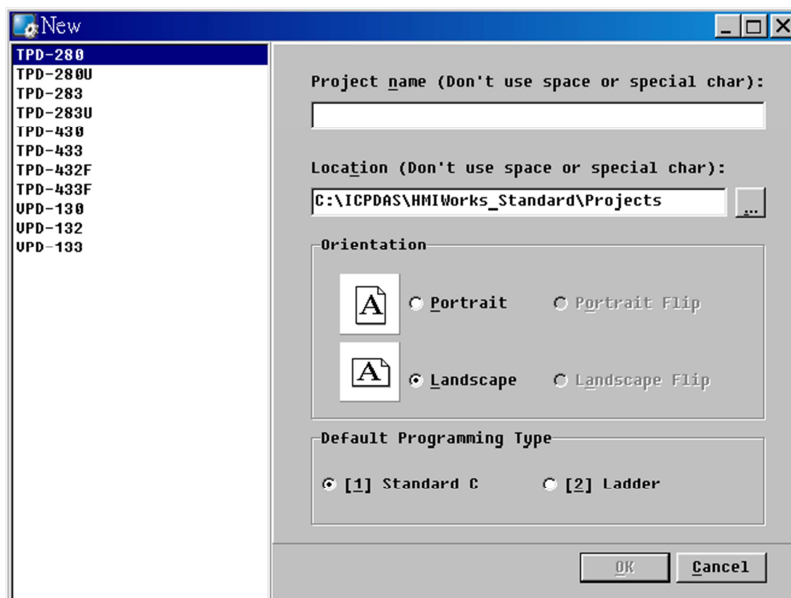 New
TPD-280
TPD-280U
TPD-283
TPD-283U
TPD-430
TPD-433
TPD-432F
TPD-433F
VPD-130
VPD-132
VPD-133
Project name (Don't use space or special char):
Location (Don't use space or special char):
C:\ICPDAS\HMIWorks_Standard\Projects
...
Orientation
A Portrait Portrait Flip
A Landscape Landscape Flip
Default Programming Type
[1] Standard C [2] Ladder
OK Cancel